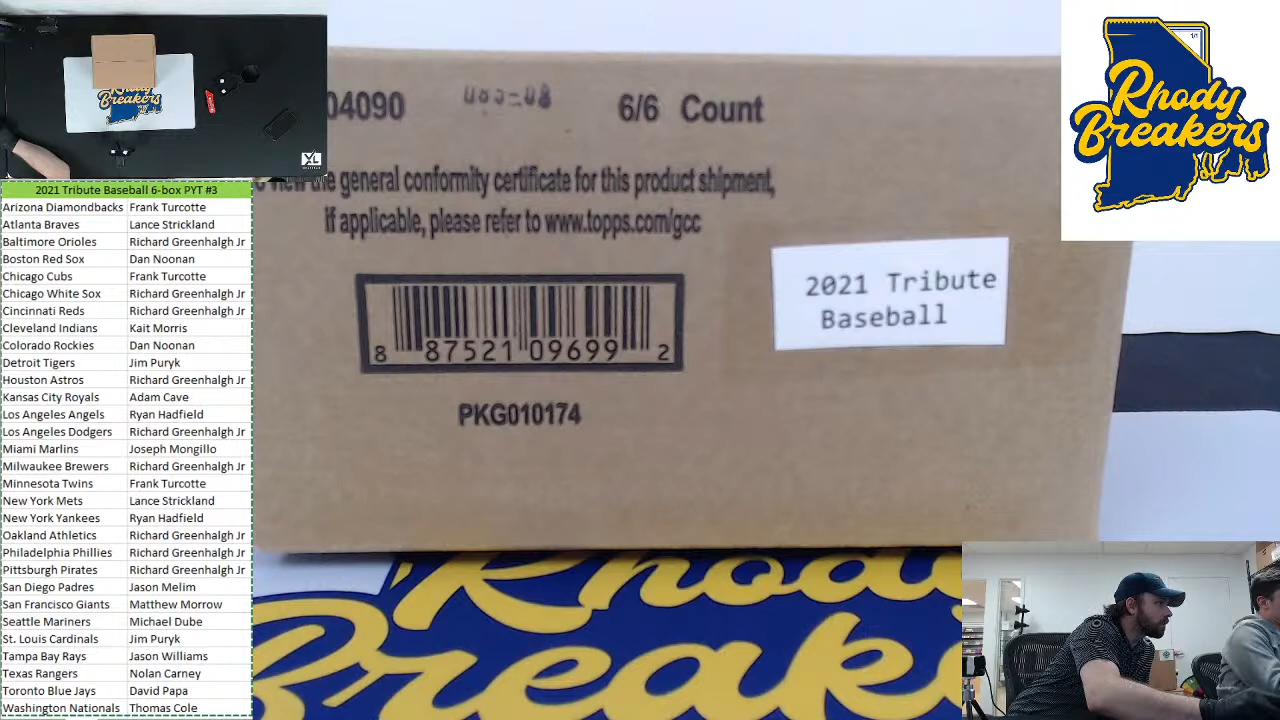 Rhody
Breakers
XL
2021 Tribute Baseball 6-box PYT #3
Arizona Diamondbacks Frank Turcotte
Atlanta Braves Lance Strickland
Baltimore Orioles Richard Greenhalgh Jr
Boston Red Sox Dan Noonan
Chicago Cubs Frank Turcotte
Chicago White Sox Richard Greenhalgh Jr
Cincinnati Reds Richard Greenhalgh Jr
Cleveland Indians Kait Morris
Colorado Rockies Dan Noonan
Detroit Tigers Jim Puryk
Houston Astros Richard Greenhalgh Jr
Kansas City Royals Adam Cave
Los Angeles Angels Ryan Hadfield
Los Angeles Dodgers Richard Greenhalgh Jr
Miami Marlins Joseph Mongillo
Milwaukee Brewers Richard Greenhalgh Jr
Minnesota Twins Frank Turcotte
New York Mets Lance Strickland
New York Yankees Ryan Hadfield
Oakland Athletics Richard Greenhalgh Jr
Philadelphia Phillies Richard Greenhalgh Jr
Pittsburgh Pirates Richard Greenhalgh Jr
San Diego Padres Jason Melim
San Francisco Giants Matthew Morrow
Seattle Mariners Michael Dube
St. Louis Cardinals Jim Puryk
Tampa Bay Rays Jason Williams
Texas Rangers Nolan Carney
Toronto Blue Jays David Papa
Washington Nationals Thomas Cole
04090 6/6 Count
view the general conformity certificate for this product shipment,
if applicable, please refer to www.topps.com/gcc
8 87521 09699 2
PKG010174
2021 Tribute
Baseball
Rhody
Breake
1/1
Rhody
Breakers